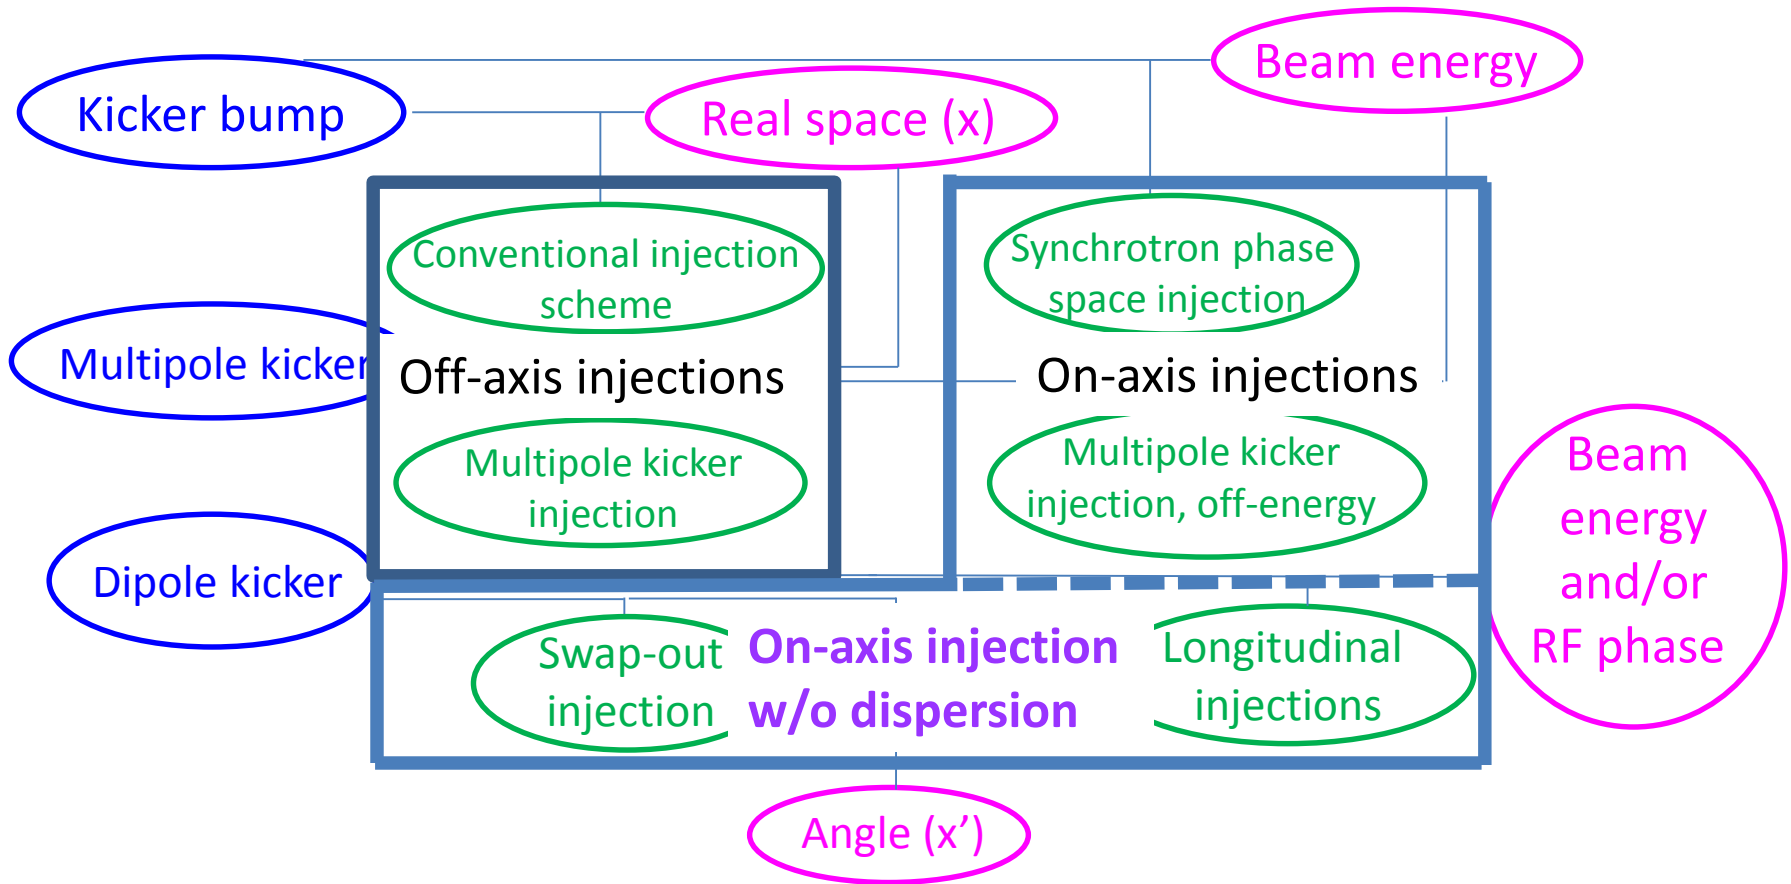 Beam energy
Kicker bump
Real space (x)
Conventional injection
scheme
Synchrotron phase
space injection
Multipole kicker
Off-axis injections
On-axis injections
Multipole kicker
injection
Multipole kicker
injection, off-energy
Beam
energy
and/or
RF phase
Dipole kicker
Swap-out
injection
On-axis injection
w/o dispersion
Longitudinal
injections
Angle (x’)